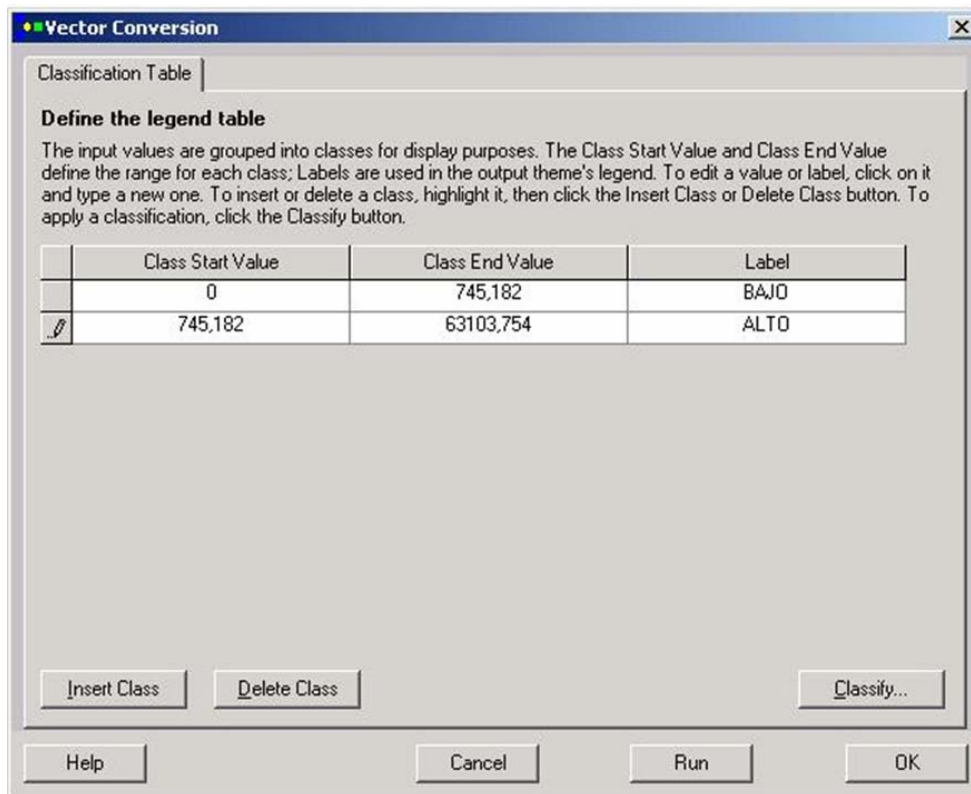 Vector Conversion
Classification Table
Define the legend table
The input values are grouped into classes for display purposes. The Class Start Value and Class End Value
define the range for each class; Labels are used in the output theme's legend. To edit a value or label, click on it
and type a new one. To insert or delete a class, highlight it, then click the Insert Class or Delete Class button. To
apply a classification, click the Classify button.
Class Start Value Class End Value Label
0 745,182 BAJO
745,182 63103,754 ALTO
Insert Class Delete Class Classify...
Help Cancel Run OK